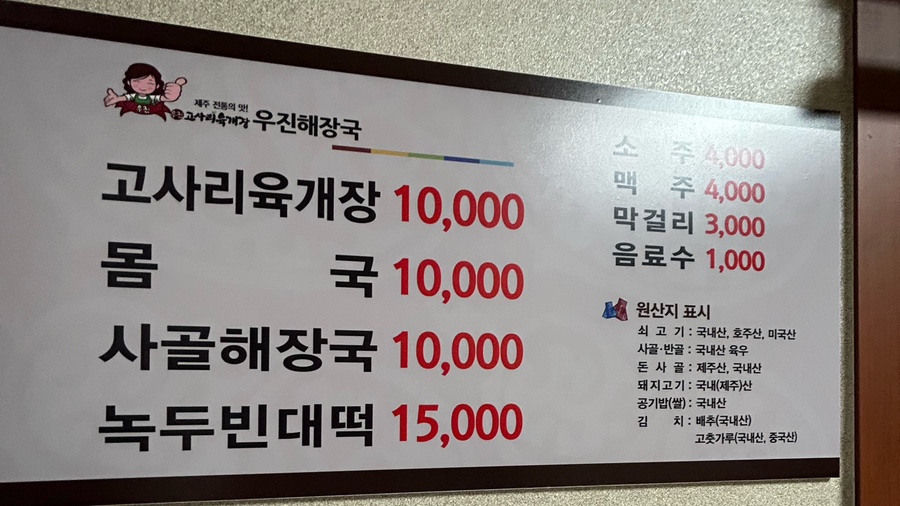 제주 전통의 맛!
고사리육개장 우진해장국
고사리육개장 10,000
몸 국 10,000
사골해장국 10,000
녹두빈대떡 15,000
소 주 4,000
맥 주 4,000
막걸리 3,000
음료수 1,000
원산지 표시
쇠 고 기 : 국내산, 호주산, 미국산
사골·반골 : 국내산 육우
돈 사 골 : 제주산, 국내산
돼지고기 : 국내(제주)산
공기밥(쌀) : 국내산
김 치 : 배추(국내산)
고춧가루(국내산, 중국산)